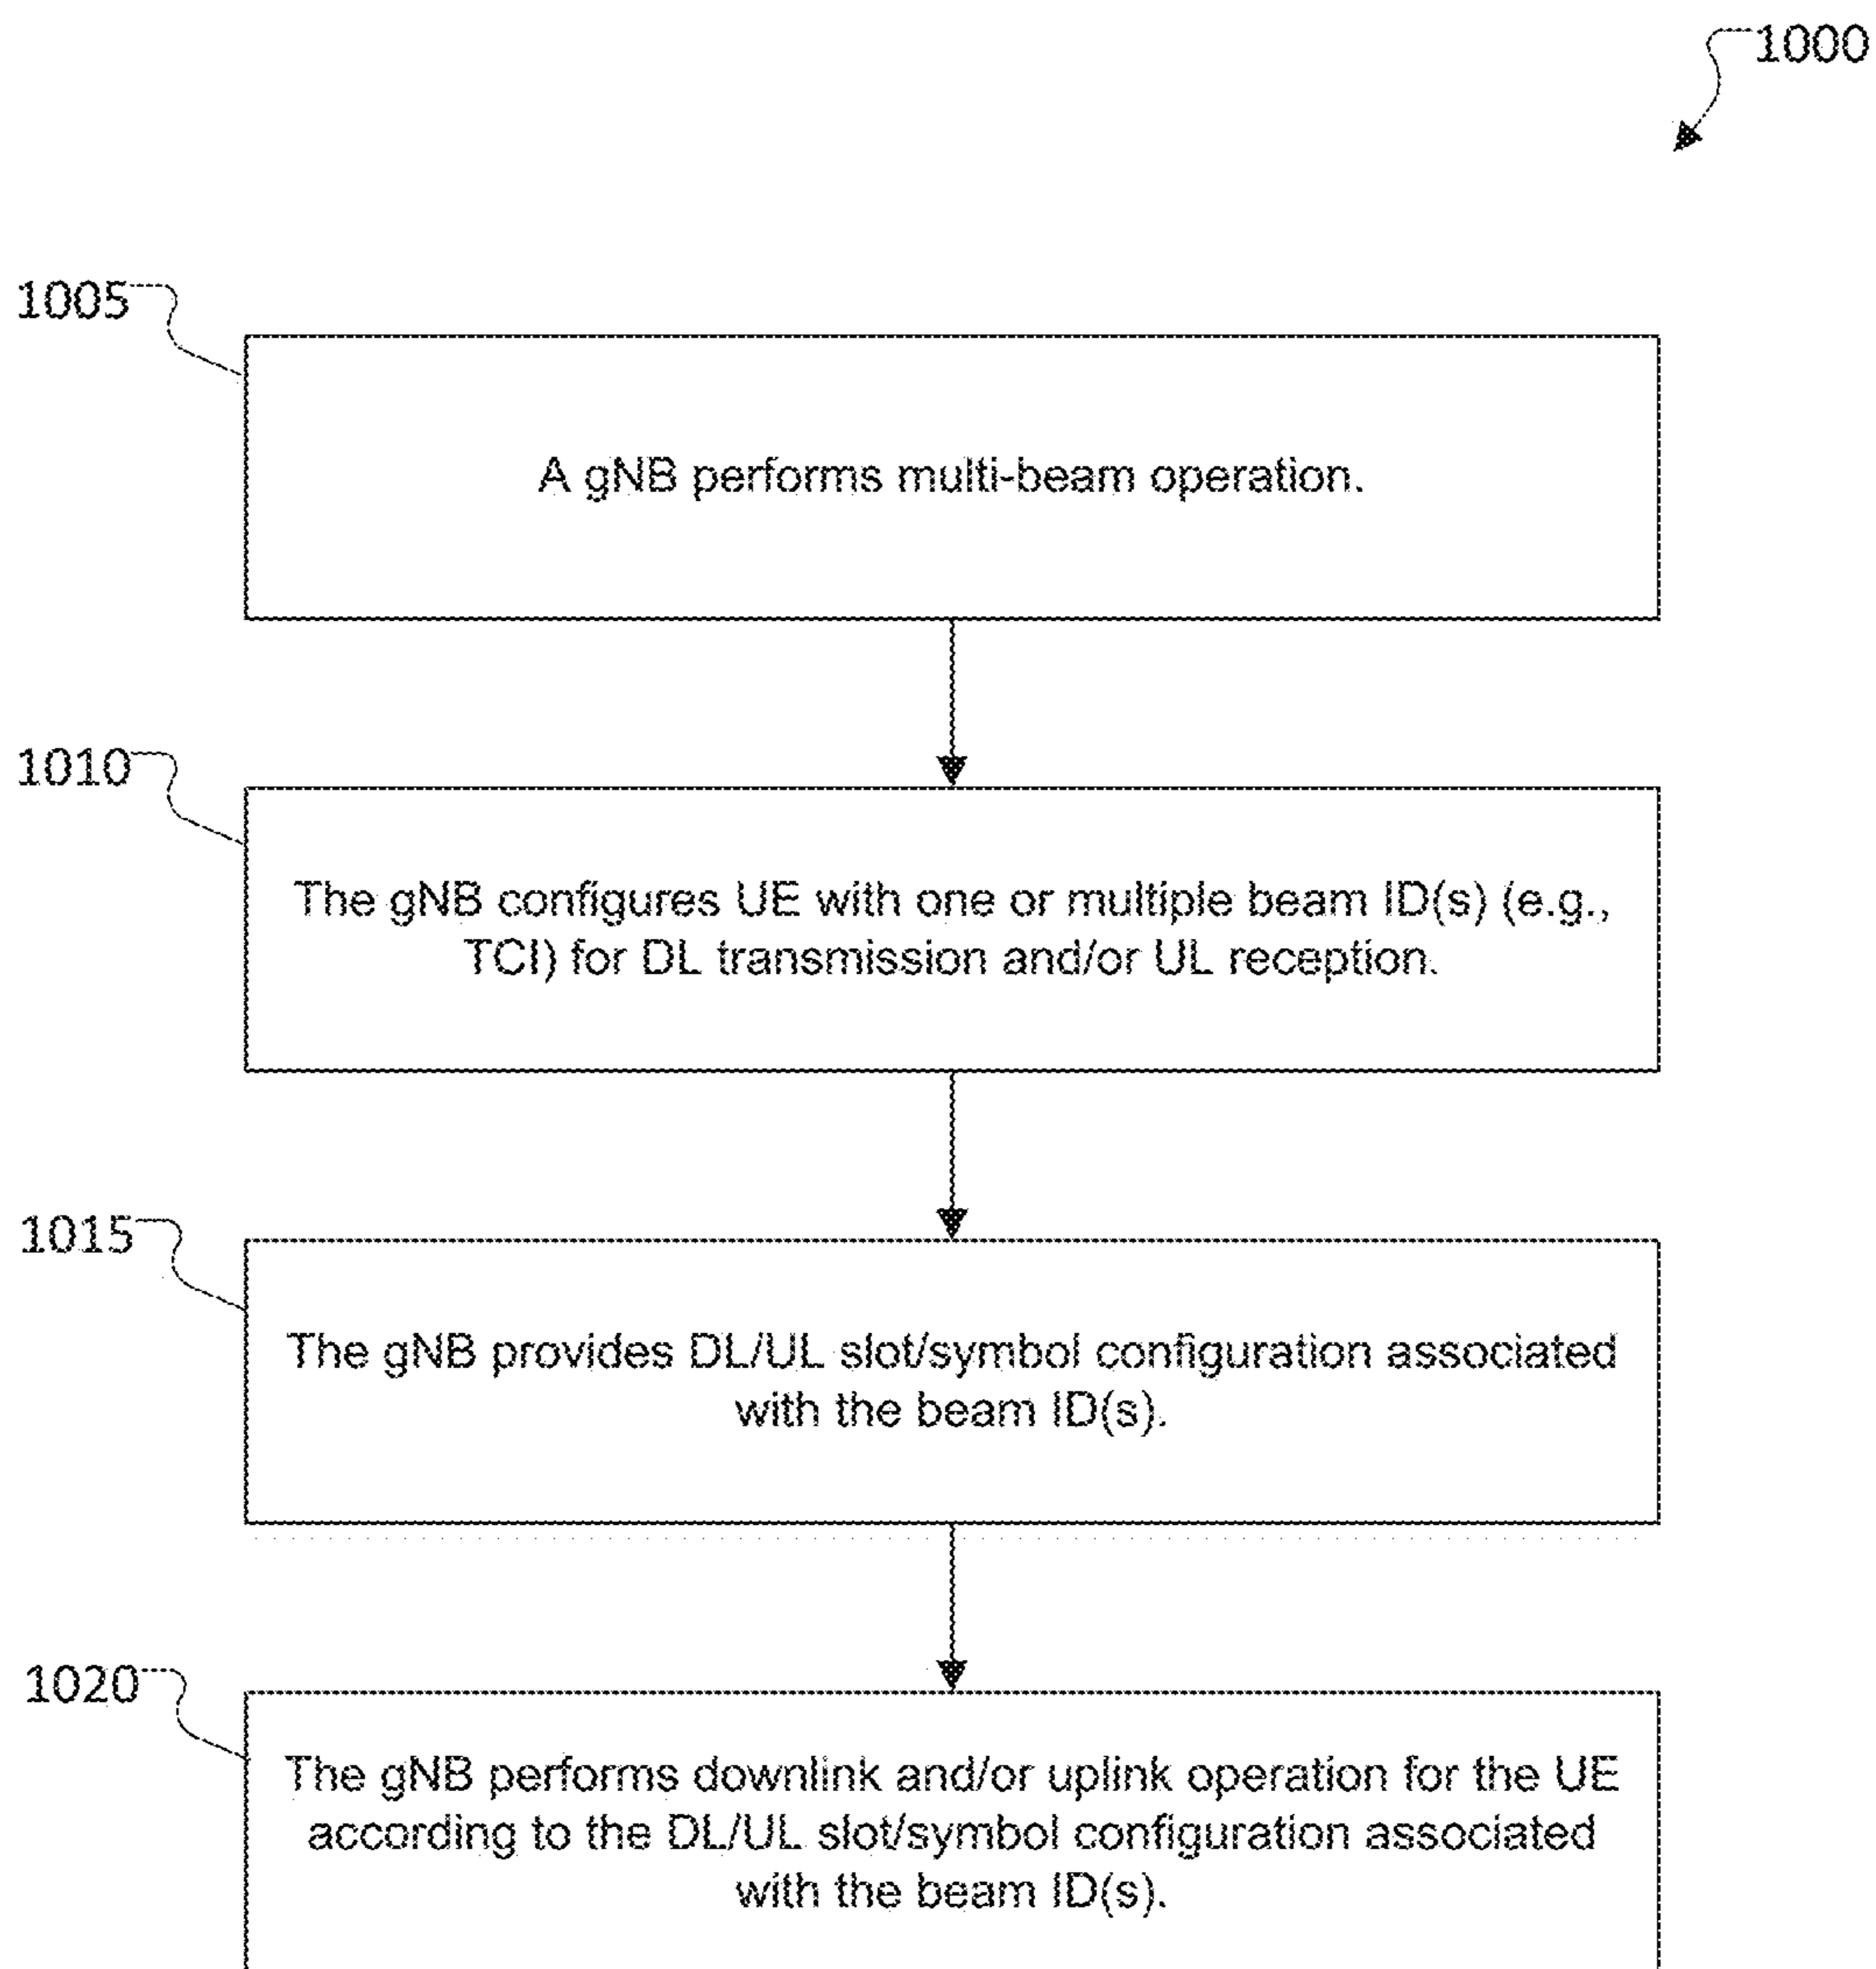 1000
1005
A gNB performs multi-beam operation.
1010
The gNB configures UE with one or multiple beam ID(s) (e.g.,
TCI) for DL transmission and/or UL reception.
1015
The gNB provides DL/UL slot/symbol configuration associated
with the beam ID(s).
1020
The gNB performs downlink and/or uplink operation for the UE
according to the DL/UL slot/symbol configuration associated
with the beam ID(s).